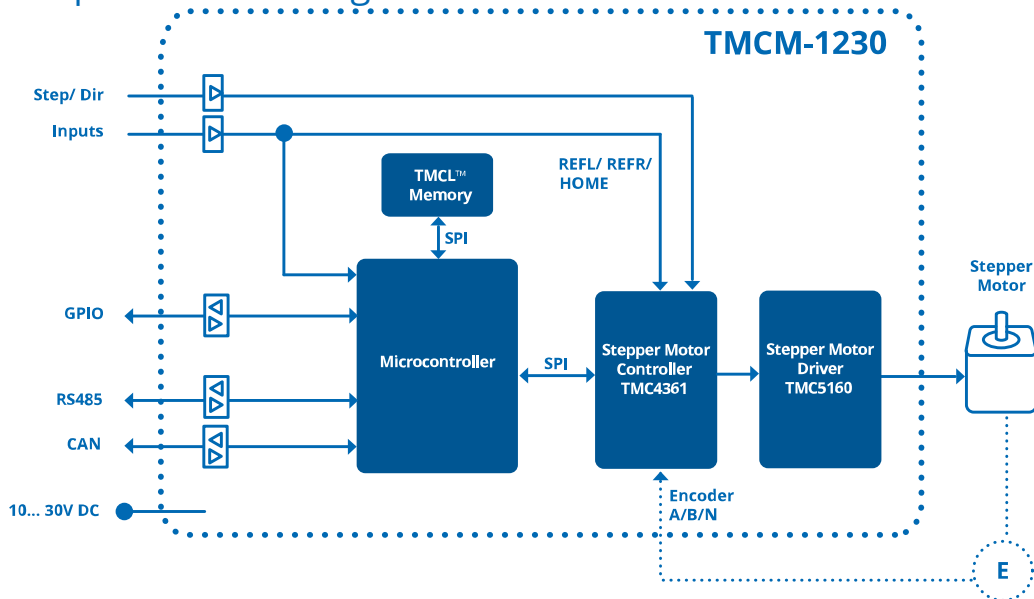 TMCM-1230
Step/ Dir
Inputs
REFL/ REFR/
HOME
TMCL™
Memory
SPI
Stepper
Motor
GPIO
Microcontroller
SPI
Stepper Motor
Controller
TMC4361
Stepper Motor
Driver
TMC5160
RS485
CAN
Encoder
A/B/N
10... 30V DC
E